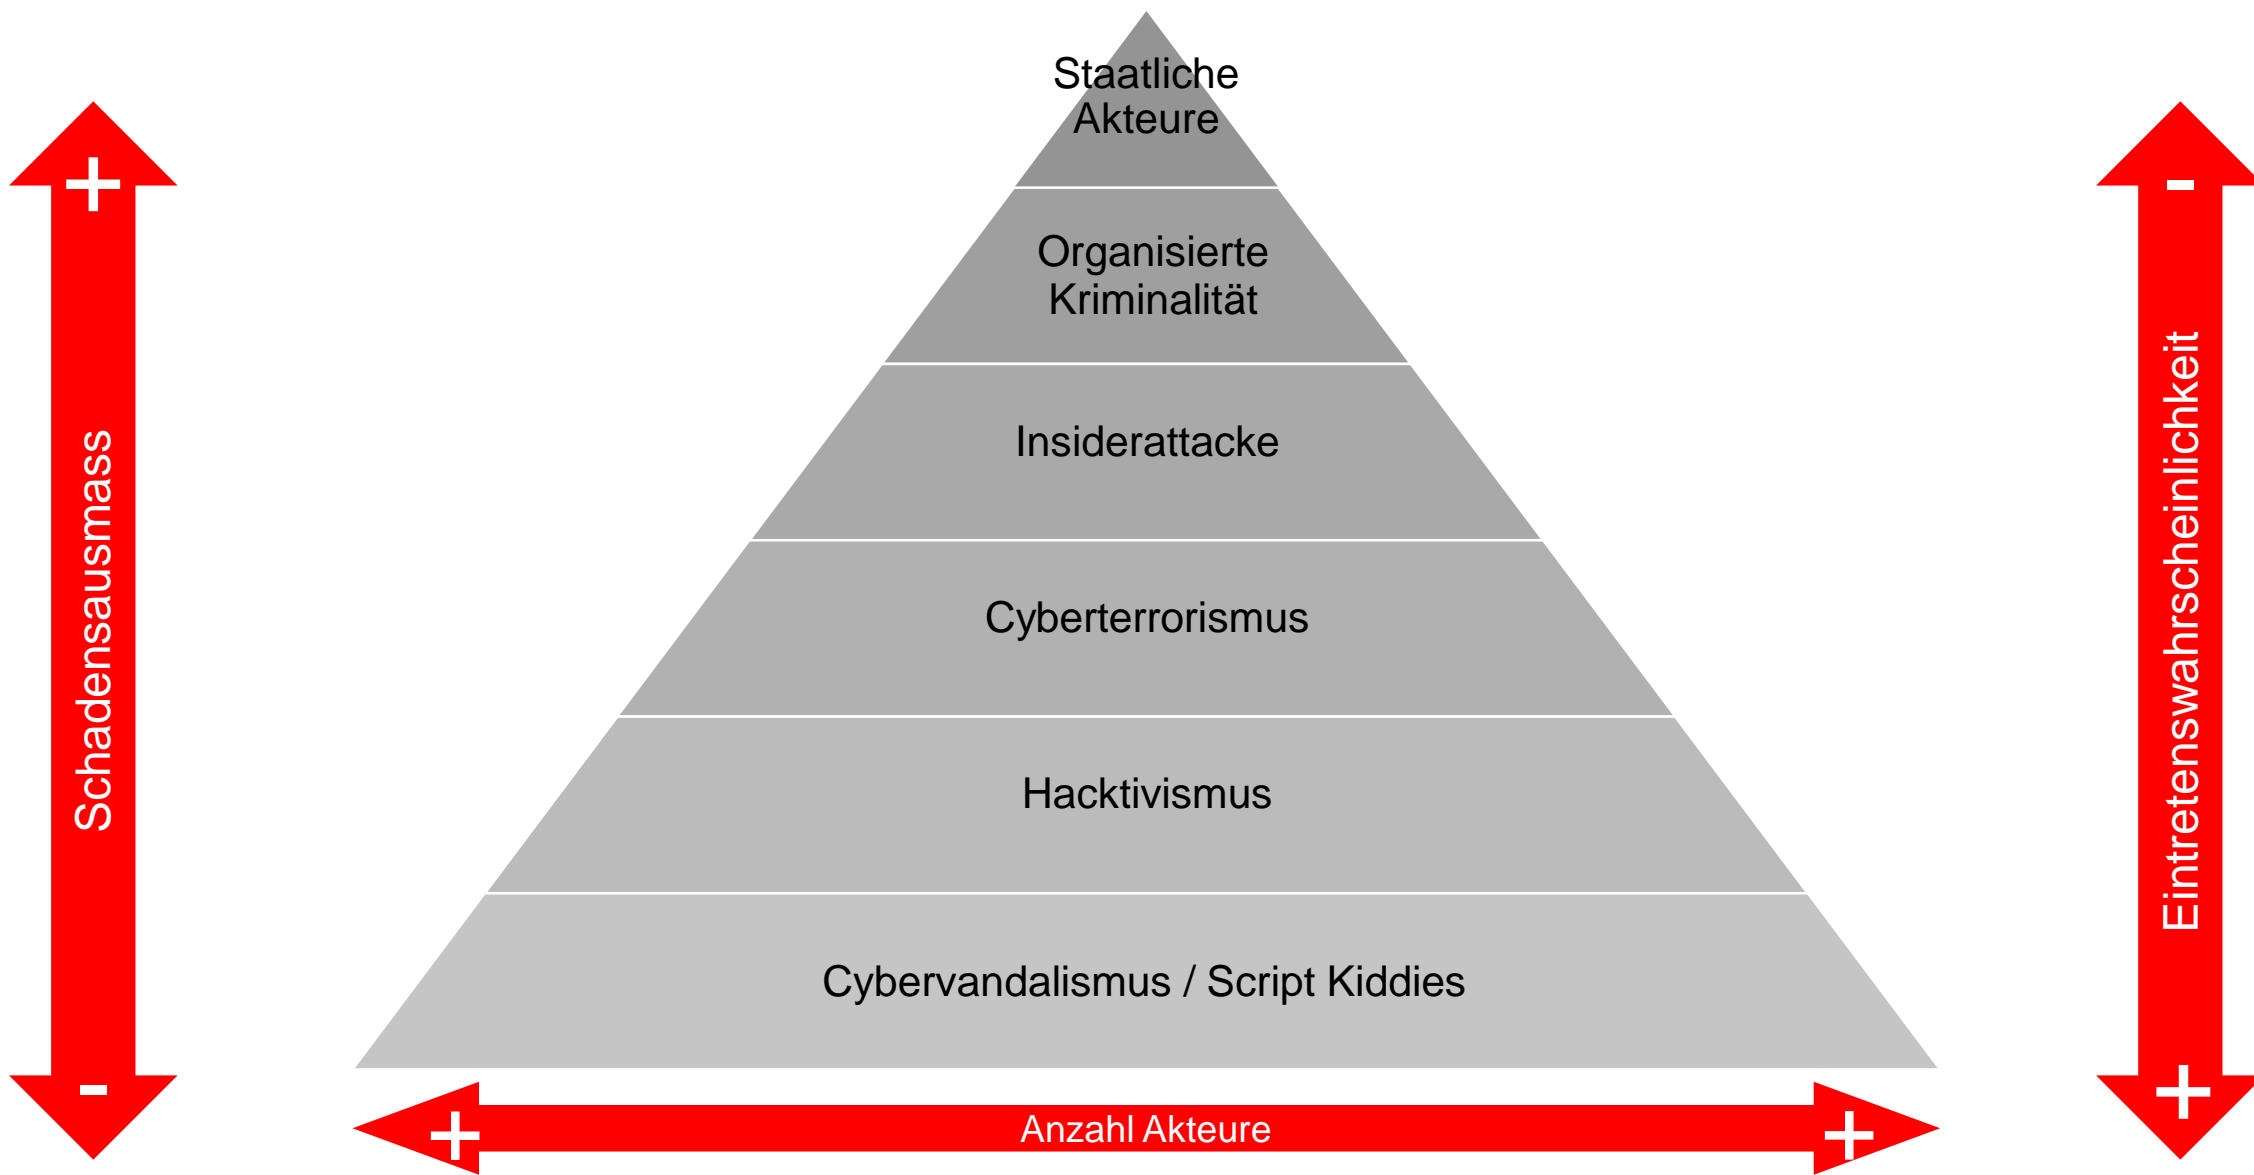 Staatliche
Akteure
Organisierte
Kriminalität
Insiderattacke
Cyberterrorismus
Hacktivismus
Cybervandalismus / Script Kiddies
+
Schadensausmass
-
-
Eintretenswahrscheinlichkeit
+
+ Anzahl Akteure +